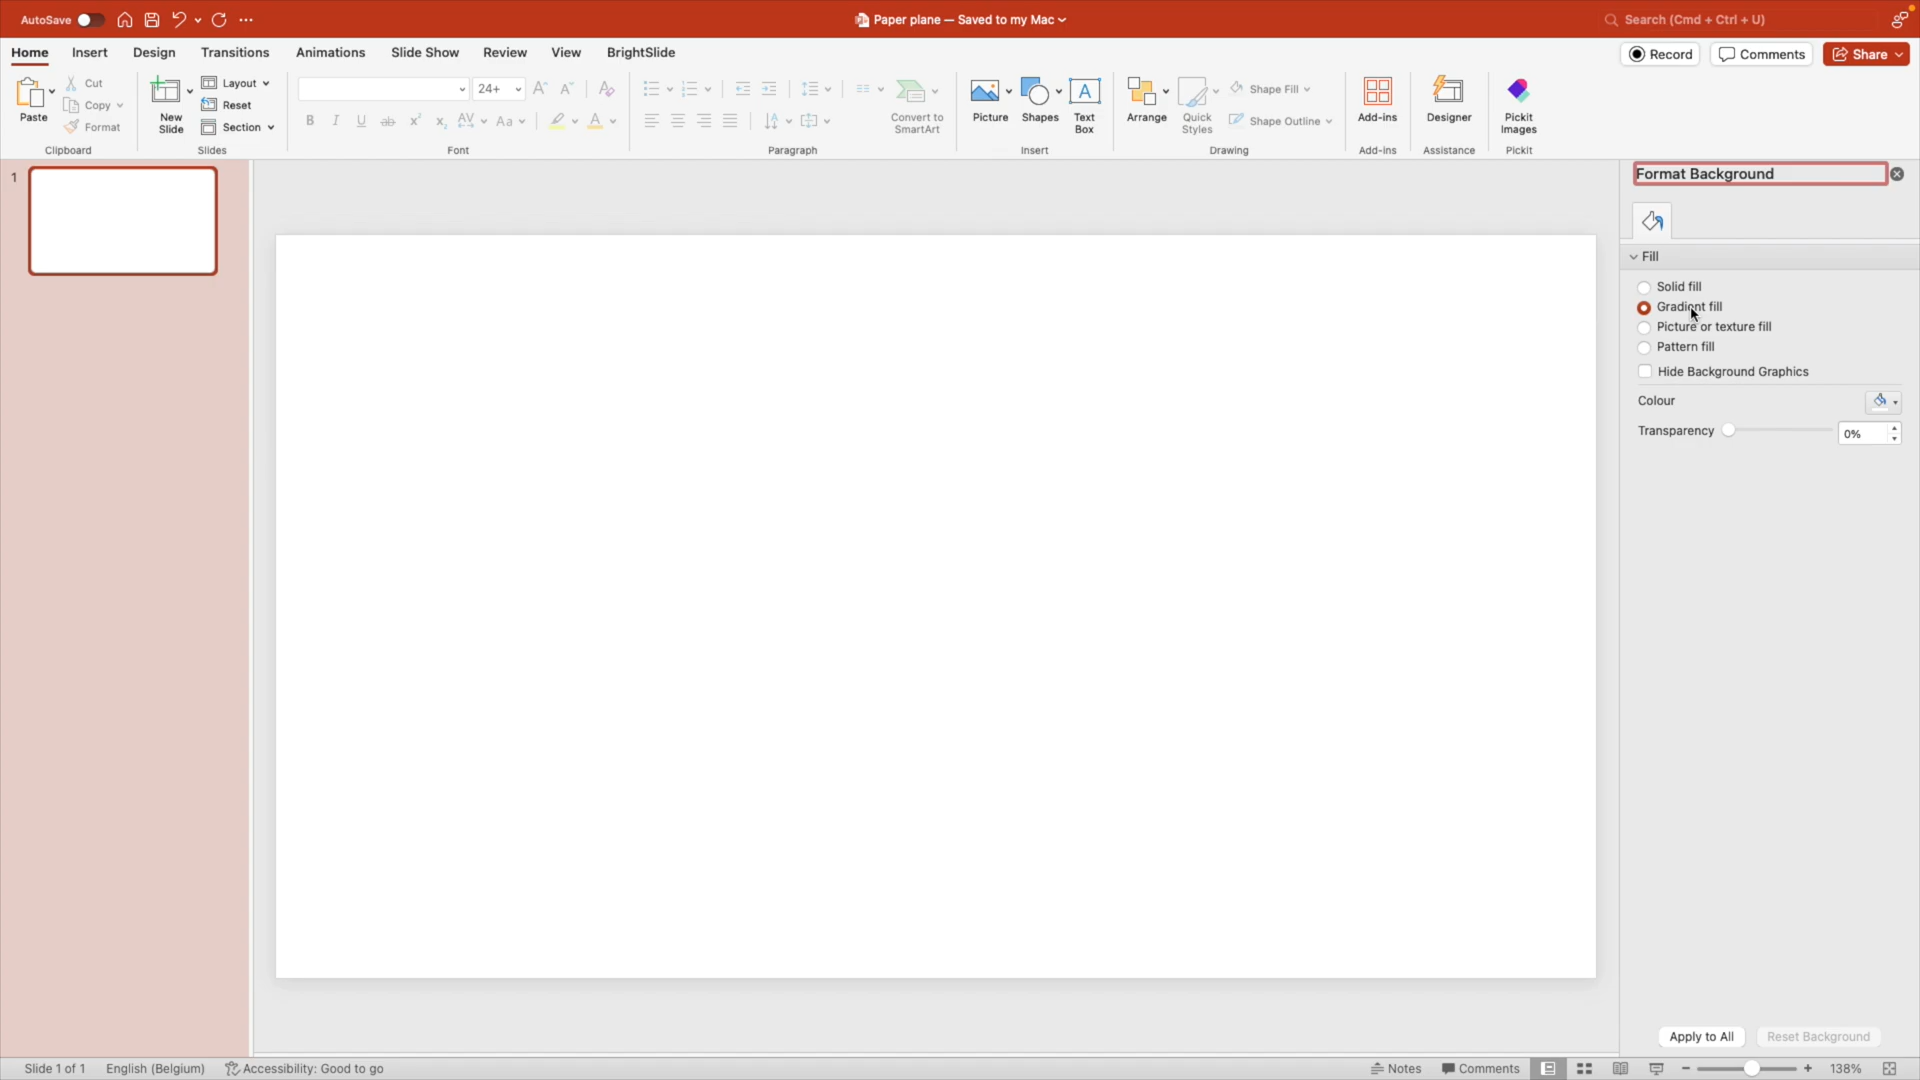 AutoSave
Paper plane — Saved to my Mac
Search (Cmd + Ctrl + U)
Home
Insert
Design
Transitions
Animations
Slide Show
Review
View
BrightSlide
Record
Comments
Share
Paste
Cut
Copy
Format
Clipboard
New
Slide
Layout
Reset
Section
Slides
24+
Font
Paragraph
Convert to
SmartArt
Picture
Shapes
Text
Box
Insert
Arrange
Quick
Styles
Shape Fill
Shape Outline
Drawing
Add-ins
Add-ins
Designer
Assistance
Pickit
Images
Pickit
1
Format Background
Fill
Solid fill
Gradient fill
Picture or texture fill
Pattern fill
Hide Background Graphics
Colour
Transparency
0%
Apply to All
Reset Background
Slide 1 of 1
English (Belgium)
Accessibility: Good to go
Notes
Comments
138%